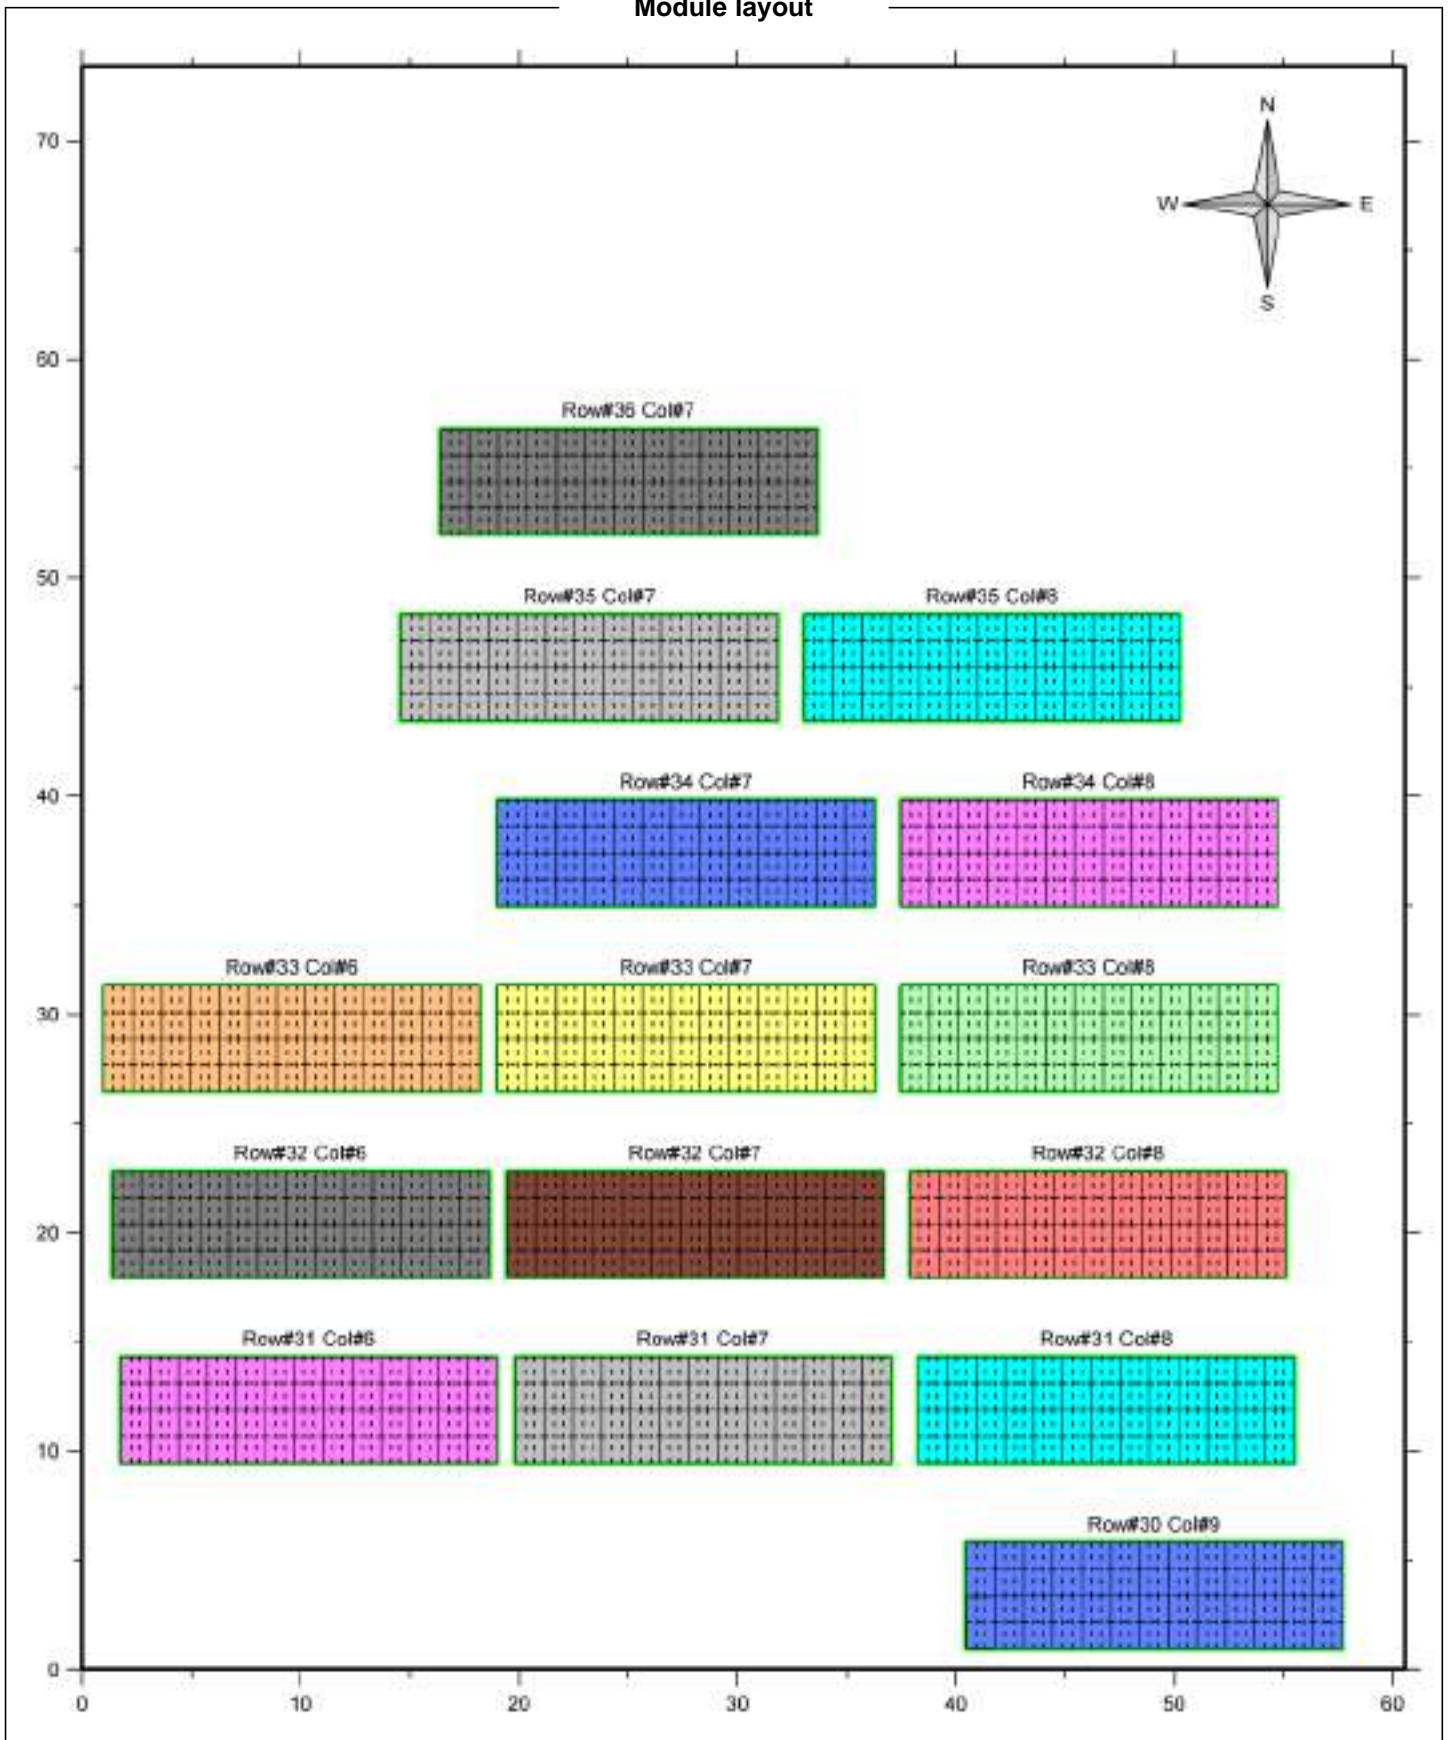 Module layout
N
W E
S
70
60
50
40
30
20
10
0
Row#36 Col#7
Row#35 Col#7 Row#35 Col#8
Row#34 Col#7 Row#34 Col#8
Row#33 Col#6 Row#33 Col#7 Row#33 Col#8
Row#32 Col#6 Row#32 Col#7 Row#32 Col#8
Row#31 Col#6 Row#31 Col#7 Row#31 Col#8
Row#30 Col#9
0 10 20 30 40 50 60